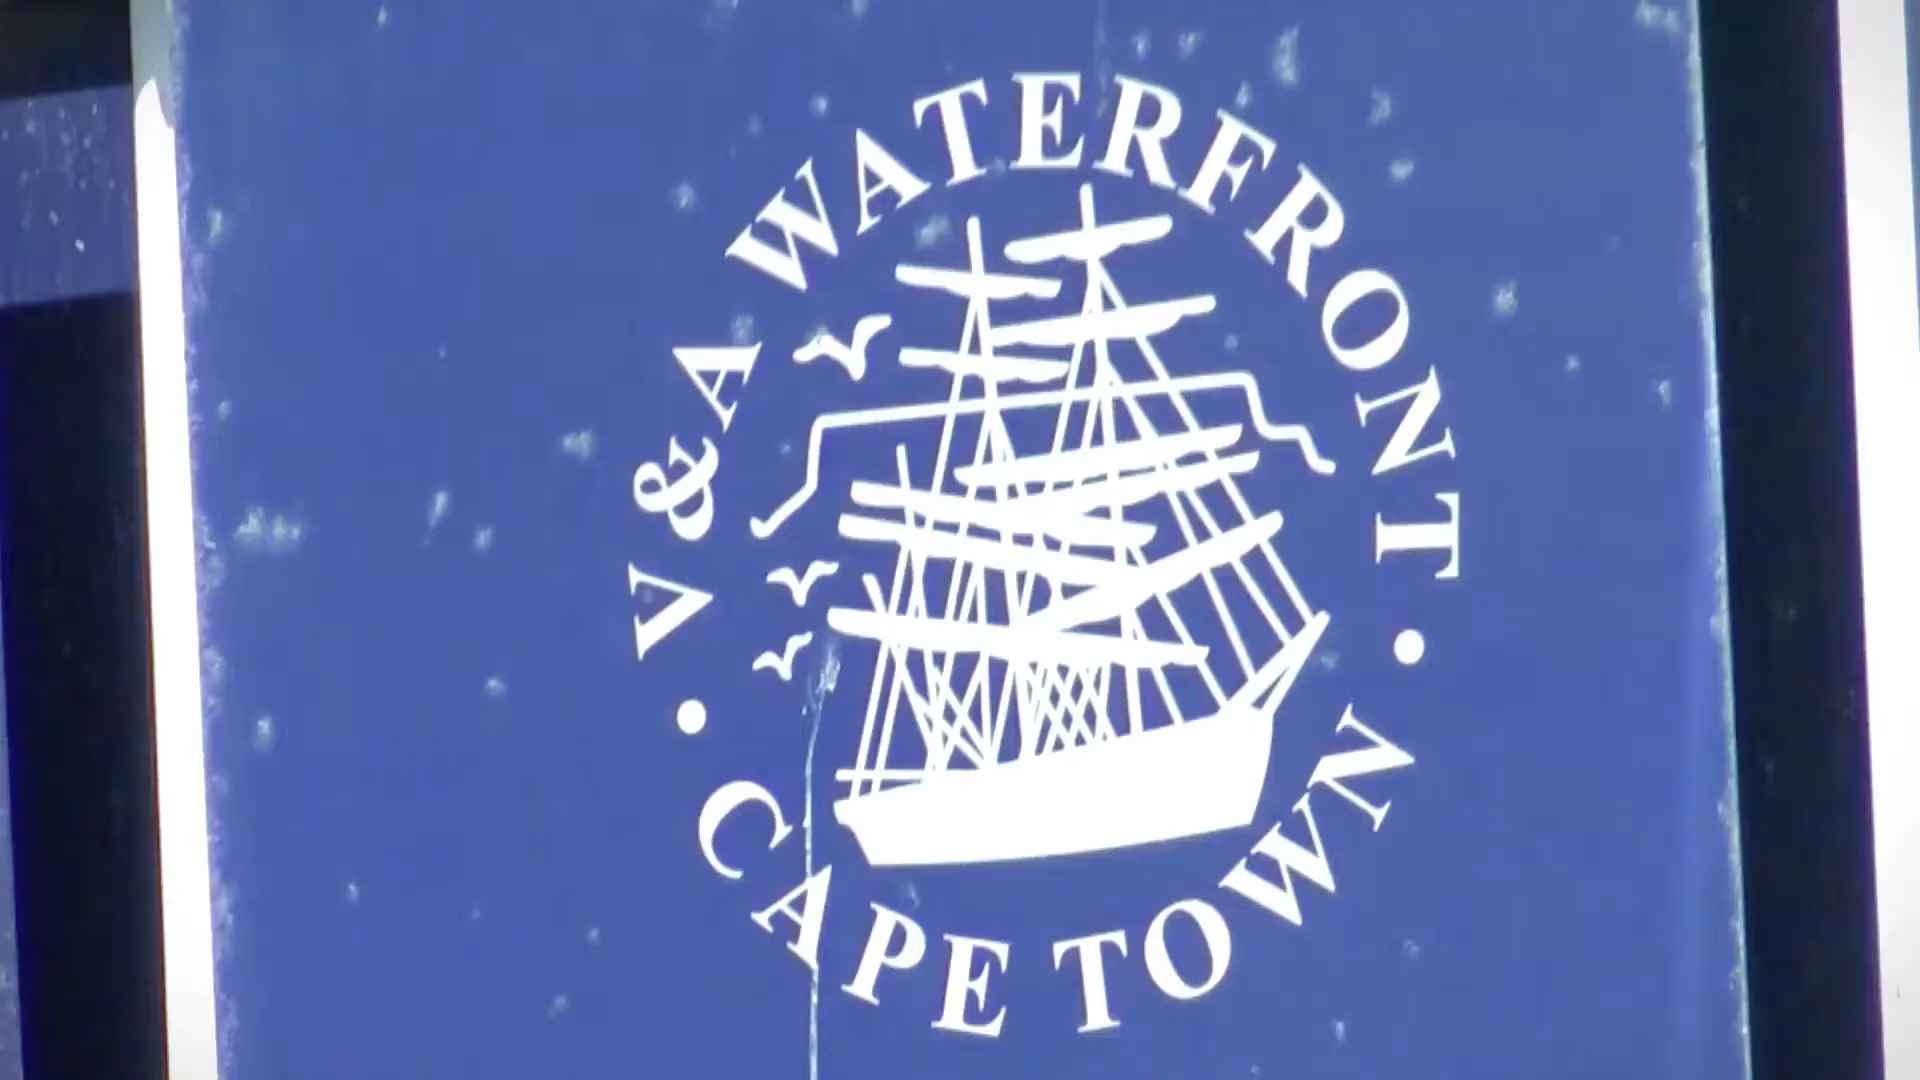 V & A WATERFRONT
• CAPE TOWN •